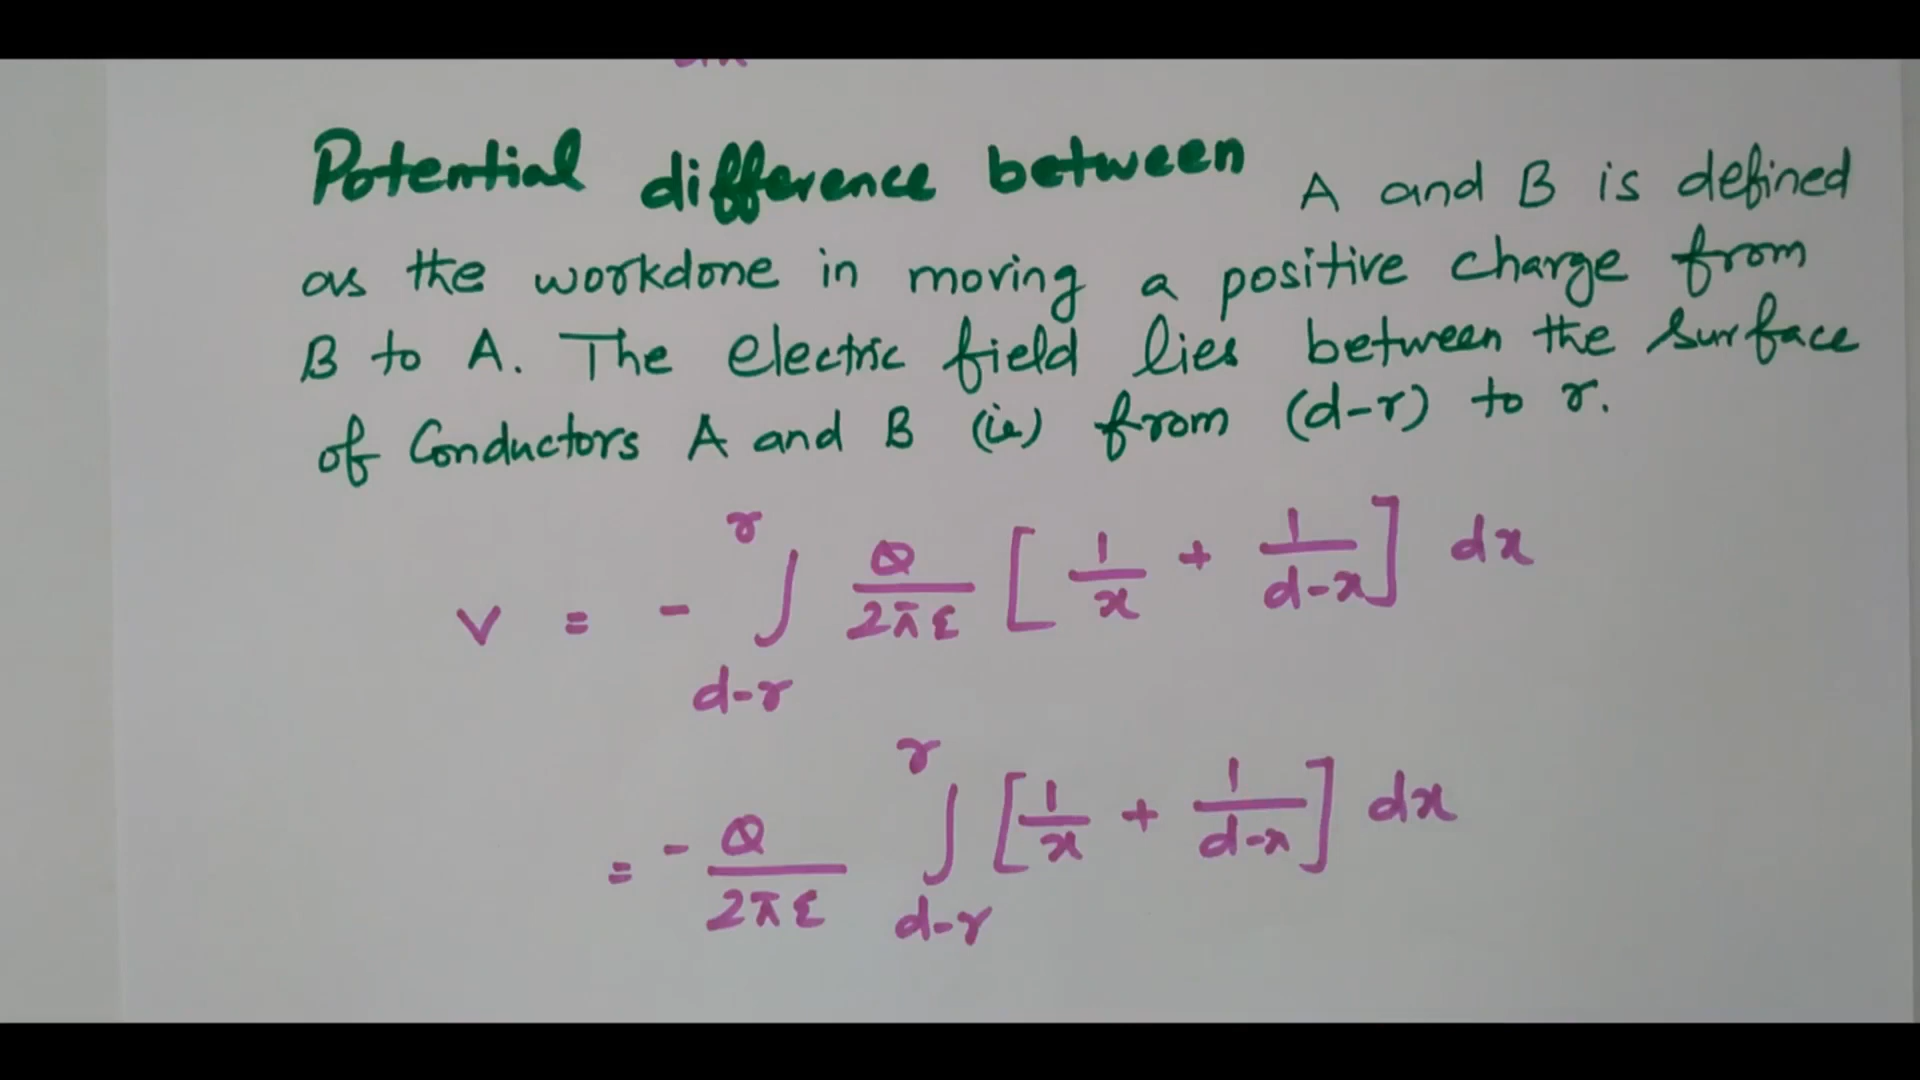 Potential difference between A and B is defined
as the workdone in moving a positive charge from
B to A. The electric field lies between the surface
of Conductors A and B (ie) from (d-r) to r.
V = - ∫_{d-r}^{r} Q/2πε [1/x + 1/d-x] dx
= -Q/2πε ∫_{d-r}^{r} [1/x + 1/d-x] dx